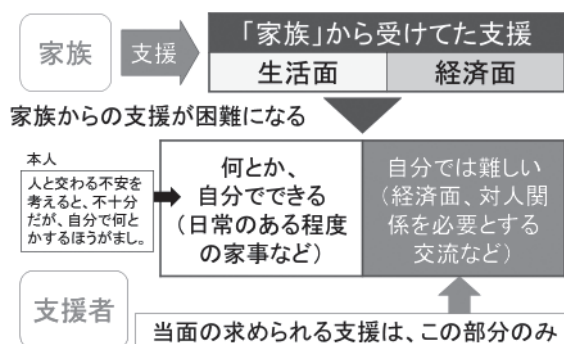 家族
支援
「家族」から受けてた支援
生活面
経済面
家族からの支援が困難になる
本人
人と交わる不安を
考えると、不十分
だが、自分で何と
かするほうがまし。
何とか、
自分でできる
(日常のある程度
の家事など)
自分では難しい
(経済面、対人関
係を必要とする
交流など)
支援者
当面の求められる支援は、この部分のみ